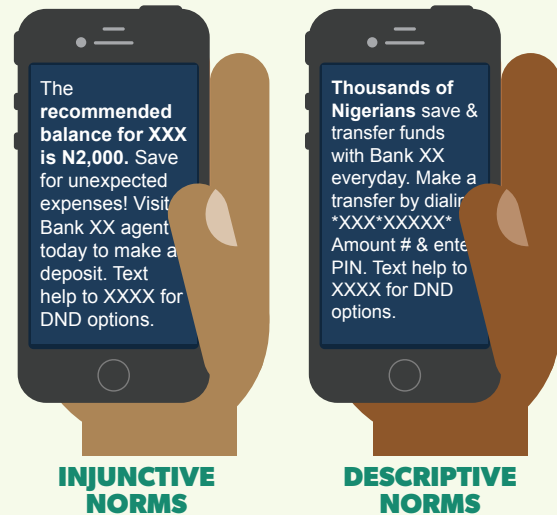 The
recommended
balance for XXX
is N2,000. Save
for unexpected
expenses! Visit
Bank XX agent
today to make a
deposit. Text
help to XXXX for
DND options.
INJUNCTIVE
NORMS
Thousands of
Nigerians save &
transfer funds
with Bank XX
everyday. Make a
transfer by dialin
*XXX*XXXXX*
Amount # & ente
PIN. Text help to
XXXX for DND
options.
DESCRIPTIVE
NORMS